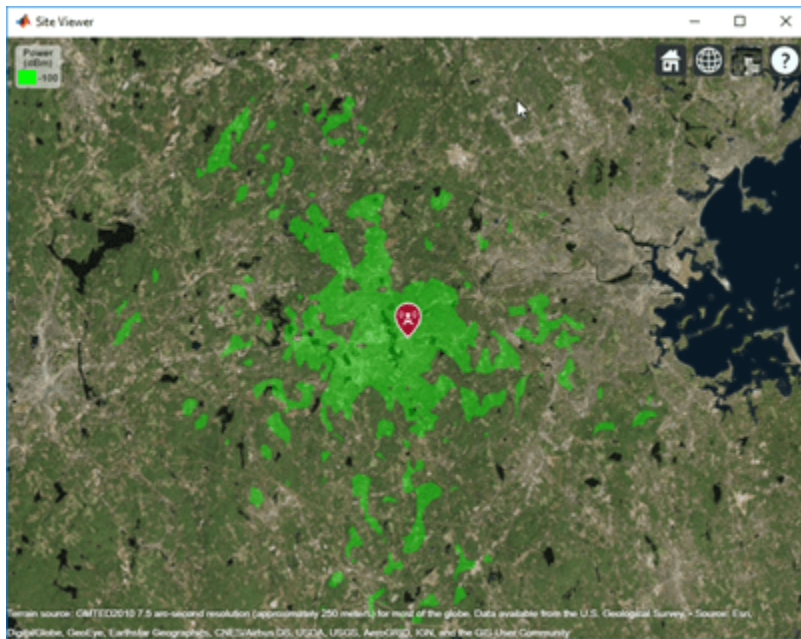 Site Viewer
Power
(dBm)
-100
?
Terrain source: GMTED2010 7.5 arc-second resolution (approximately 250 meters) for most of the globe. Data available from the U.S. Geological Survey. • Source: Esri,
DigitalGlobe, GeoEye, Earthstar Geographics, CNES/Airbus DS, USDA, USGS, AeroGRID, IGN, and the GIS User Community